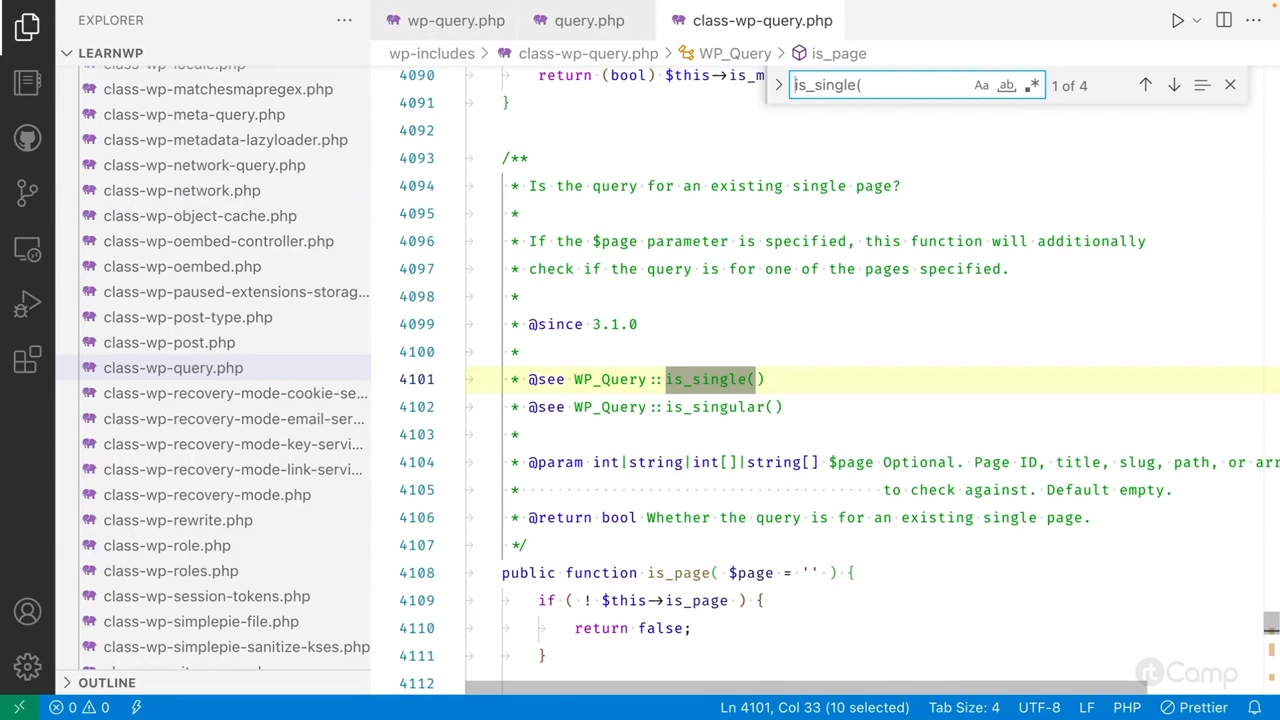 EXPLORER
LEARNWP
class-wp-locale.php
class-wp-matchesmapregex.php
class-wp-meta-query.php
class-wp-metadata-lazyloader.php
class-wp-network-query.php
class-wp-network.php
class-wp-object-cache.php
class-wp-oembed-controller.php
class-wp-oembed.php
class-wp-paused-extensions-storag...
class-wp-post-type.php
class-wp-post.php
class-wp-query.php
class-wp-recovery-mode-cookie-se...
class-wp-recovery-mode-email-ser...
class-wp-recovery-mode-key-servi...
class-wp-recovery-mode-link-servi...
class-wp-recovery-mode.php
class-wp-rewrite.php
class-wp-role.php
class-wp-roles.php
class-wp-session-tokens.php
class-wp-simplepie-file.php
class-wp-simplepie-sanitize-kses.php
OUTLINE
wp-query.php query.php class-wp-query.php
wp-includes > class-wp-query.php > WP_Query > is_page
is_single( Aa ab .* 1 of 4
4090 return (bool) $this->is_m
4091 }
4092
4093 /**
4094 * Is the query for an existing single page?
4095 *
4096 * If the $page parameter is specified, this function will additionally
4097 * check if the query is for one of the pages specified.
4098 *
4099 * @since 3.1.0
4100 *
4101 * @see WP_Query::is_single()
4102 * @see WP_Query::is_singular()
4103 *
4104 * @param int|string|int[]|string[] $page Optional. Page ID, title, slug, path, or arr
4105 * to check against. Default empty.
4106 * @return bool Whether the query is for an existing single page.
4107 */
4108 public function is_page( $page = '' ) {
4109 if ( ! $this->is_page ) {
4110 return false;
4111 }
4112
rtCamp
0 0 Ln 4101, Col 33 (10 selected) Tab Size: 4 UTF-8 LF PHP Prettier